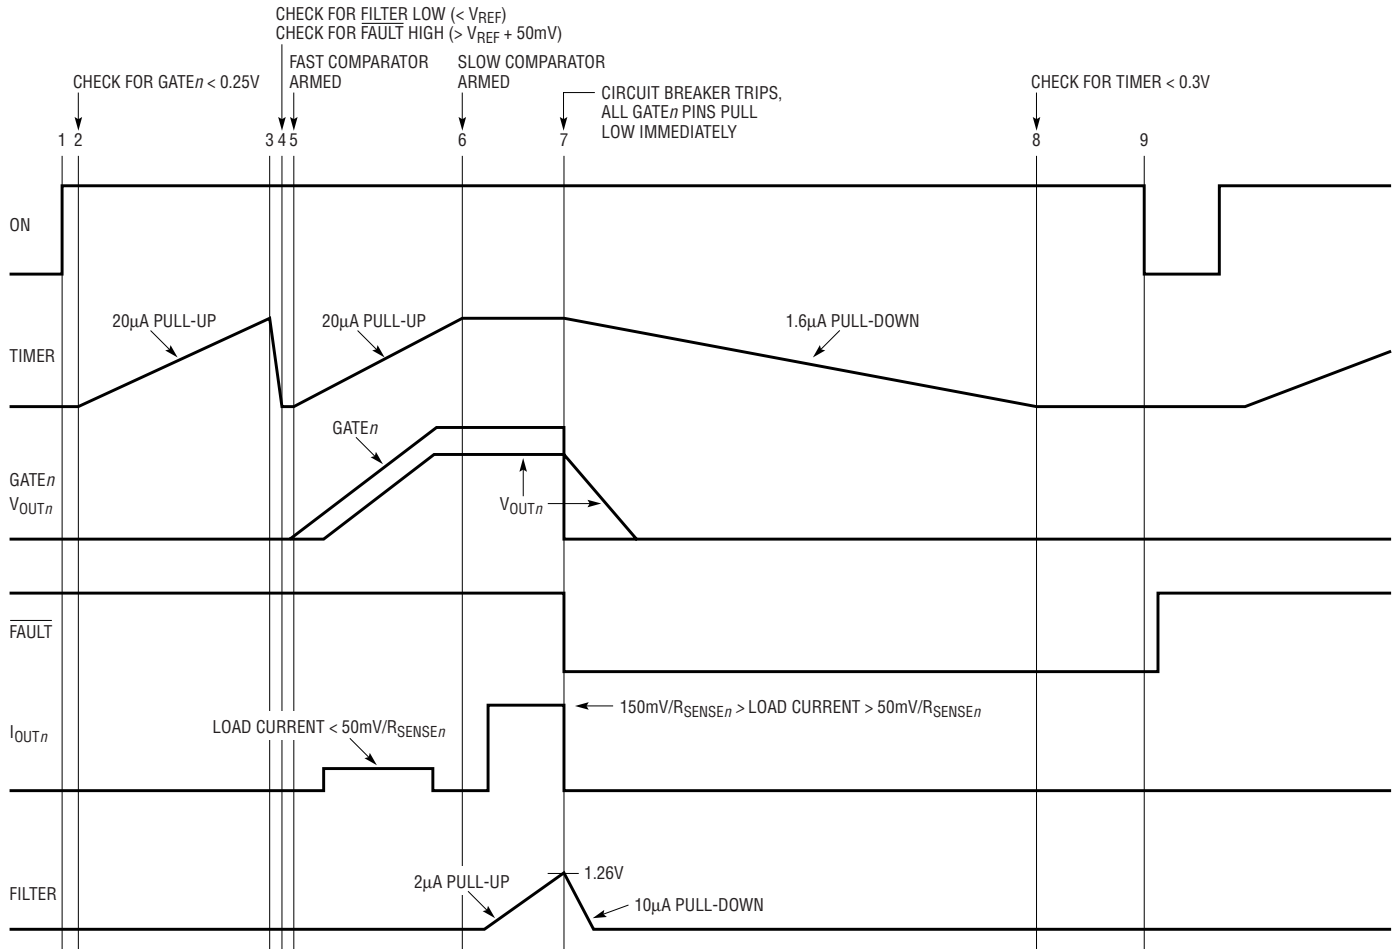 CHECK FOR FILTER LOW (< VREF)
CHECK FOR FAULT HIGH (> VREF + 50mV)
FAST COMPARATOR
ARMED
SLOW COMPARATOR
ARMED
CHECK FOR GATEn < 0.25V
CIRCUIT BREAKER TRIPS,
ALL GATEn PINS PULL
LOW IMMEDIATELY
CHECK FOR TIMER < 0.3V
1 2 3 4 5 6 7 8 9
ON
20μA PULL-UP
20μA PULL-UP
1.6μA PULL-DOWN
TIMER
GATEn
GATEn
VOUTn
VOUTn
FAULT
150mV/RSENSEn > LOAD CURRENT > 50mV/RSENSEn
LOAD CURRENT < 50mV/RSENSEn
IOUTn
1.26V
2μA PULL-UP
FILTER
10μA PULL-DOWN